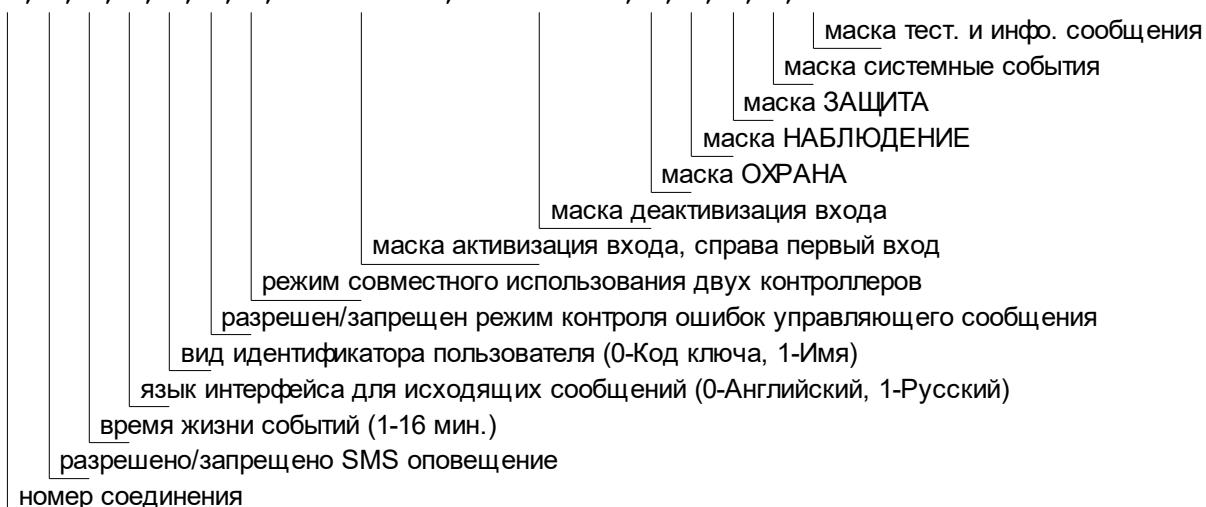 маска тест. и инфо. сообщения
маска системные события
маска ЗАЩИТА
маска НАБЛЮДЕНИЕ
маска ОХРАНА
маска деактивизация входа
маска активизация входа, справа первый вход
режим совместного использования двух контроллеров
разрешен/запрещен режим контроля ошибок управляющего сообщения
вид идентификатора пользователя (0-Код ключа, 1-Имя)
язык интерфейса для исходящих сообщений (0-Английский, 1-Русский)
время жизни событий (1-16 мин.)
разрешено/запрещено SMS оповещение
номер соединения